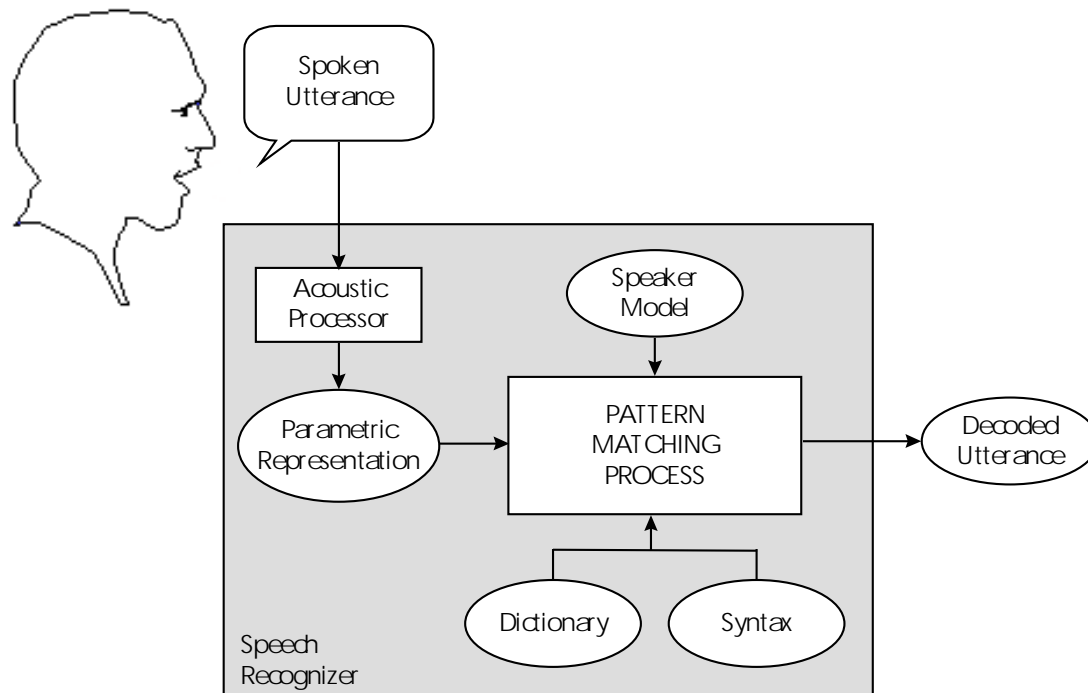 Spoken
Utterance
Acoustic
Processor
Speaker
Model
Parametric
Representation
PATTERN
MATCHING
PROCESS
Decoded
Utterance
Dictionary
Syntax
Speech
Recognizer